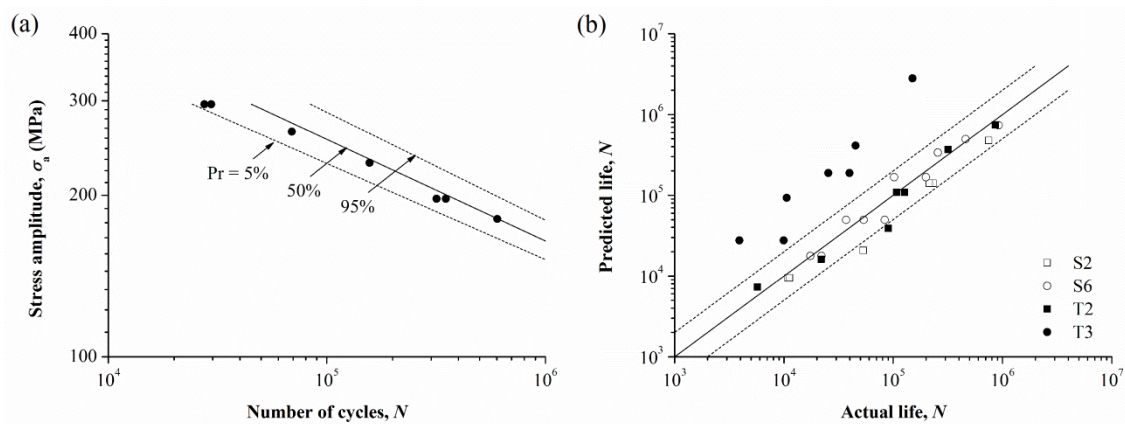 (a)
400
300
200
100
Stress amplitude, σa (MPa)
Pr = 5%
50%
95%
10^4
10^5
10^6
Number of cycles, N
(b)
10^7
10^6
10^5
10^4
10^3
Predicted life, N
S2
S6
T2
T3
10^3
10^4
10^5
10^6
10^7
Actual life, N